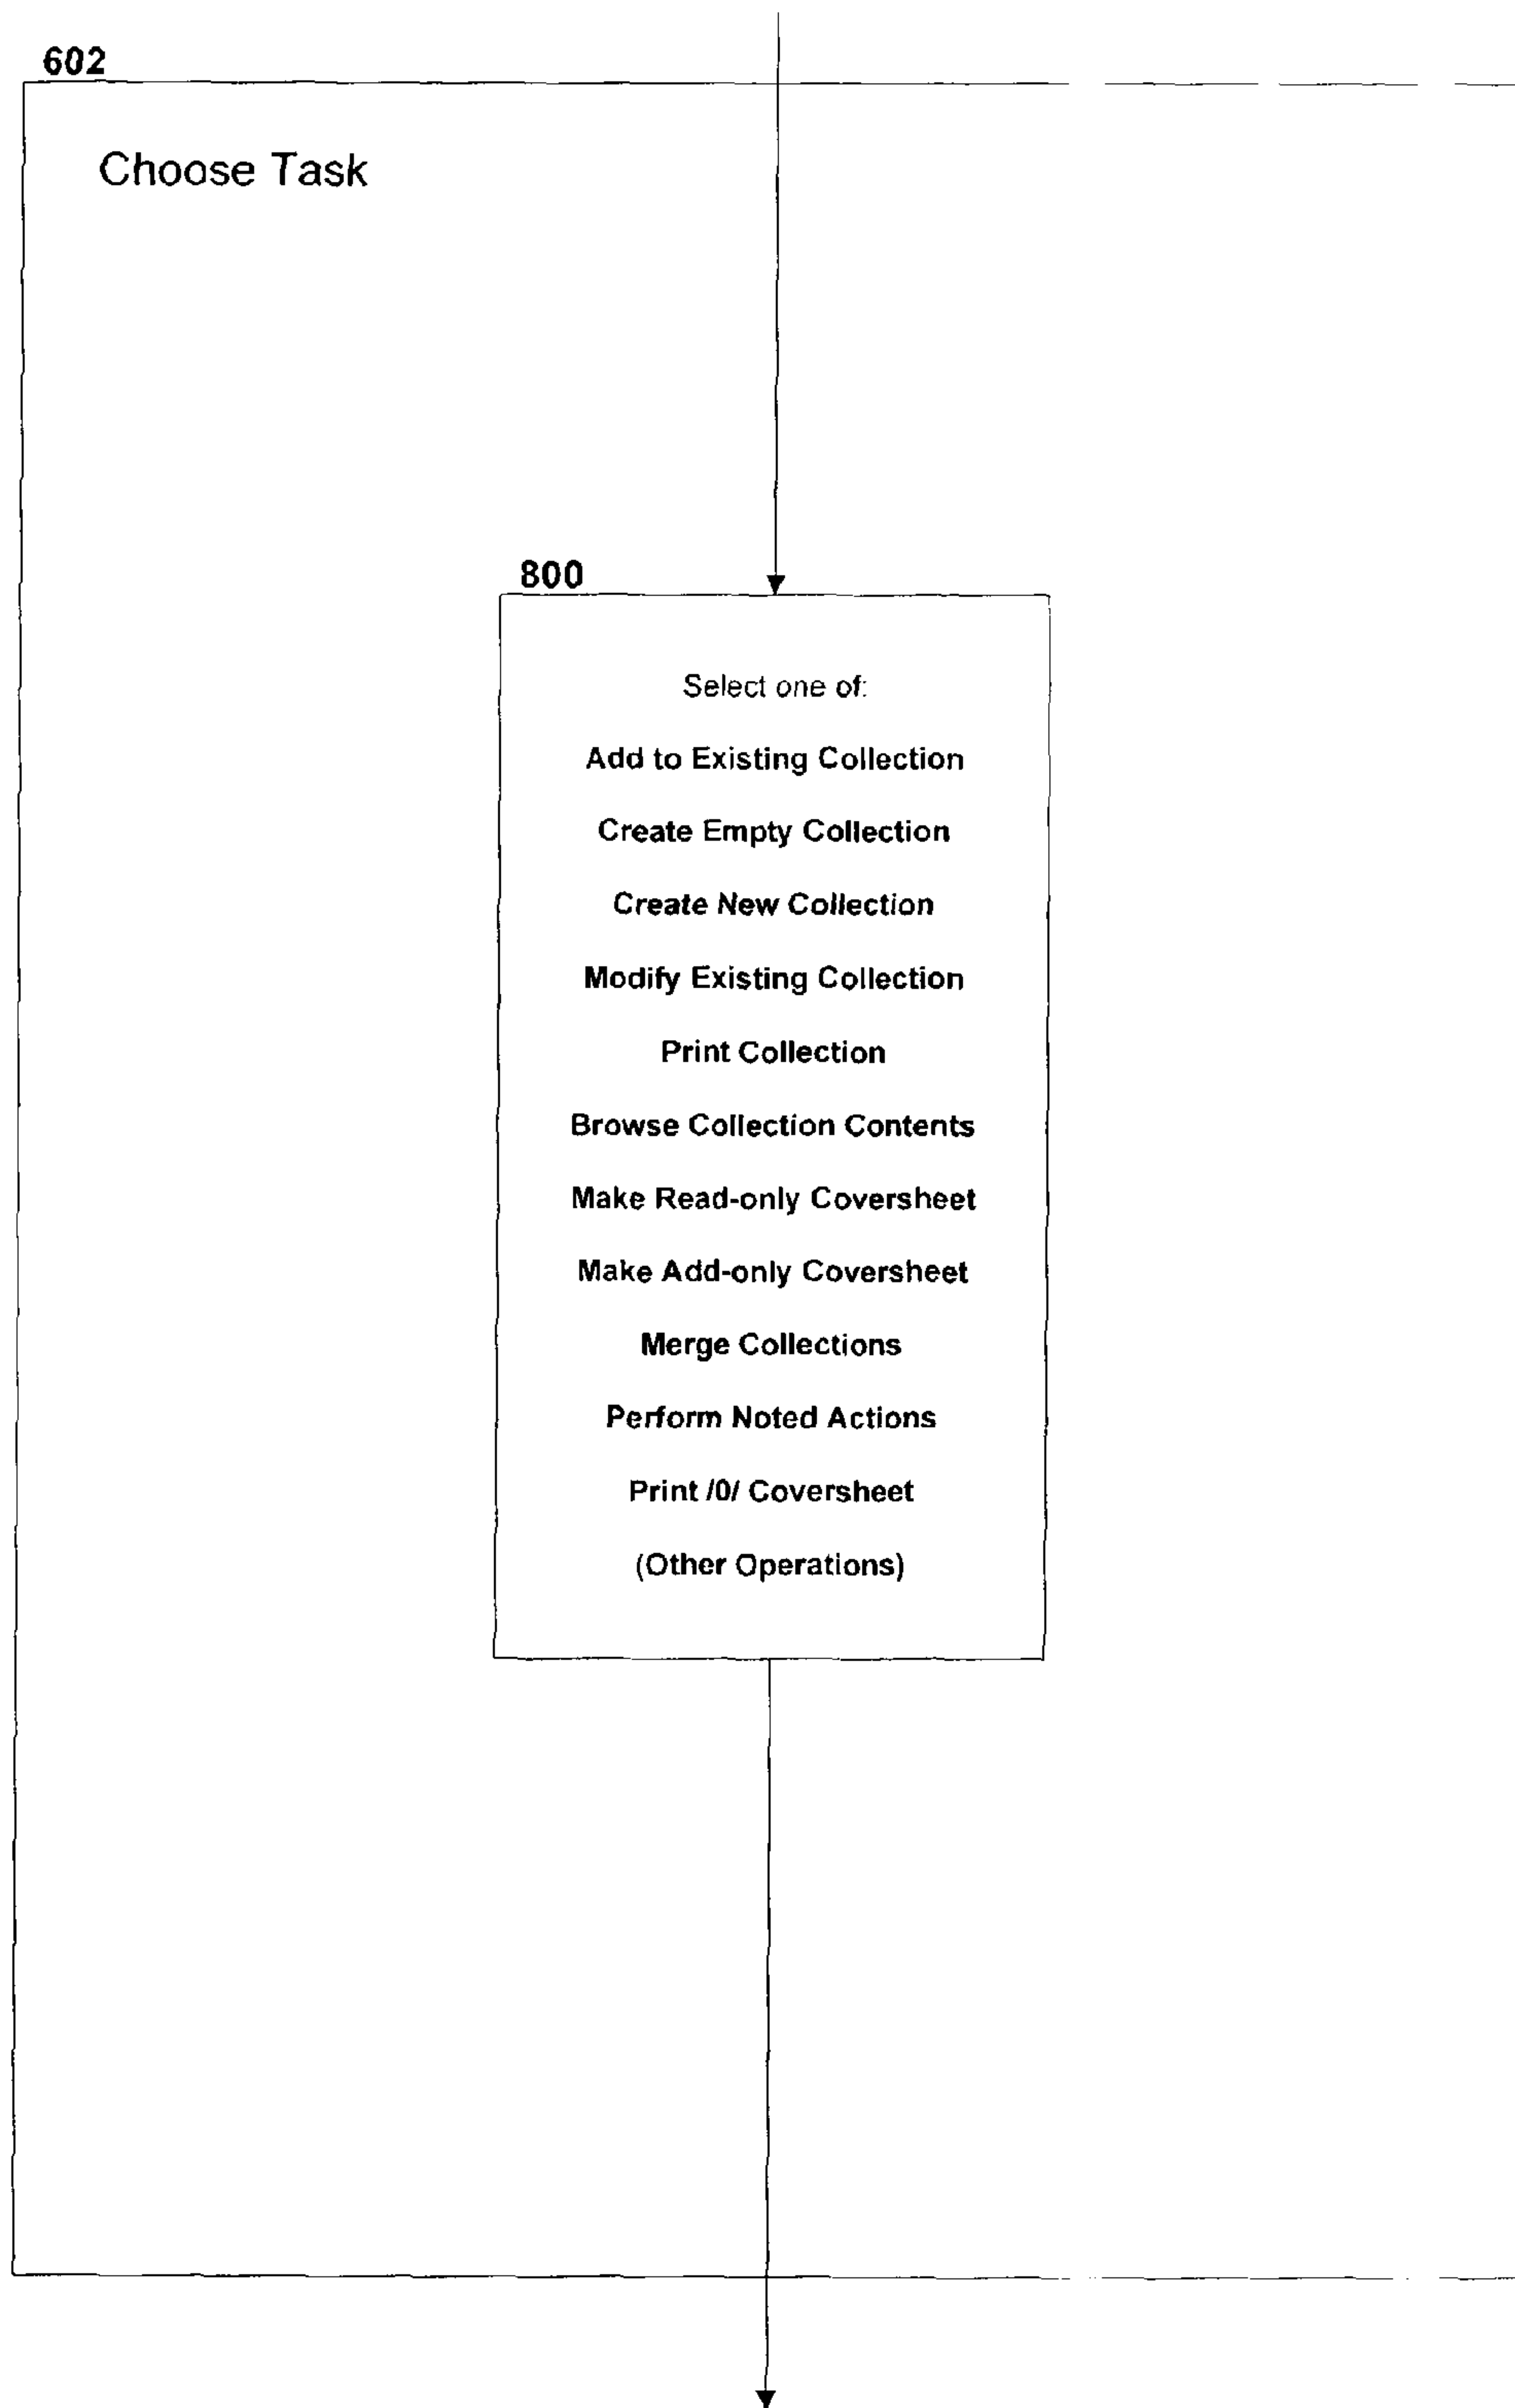 602
Choose Task
800
Select one of:
Add to Existing Collection
Create Empty Collection
Create New Collection
Modify Existing Collection
Print Collection
Browse Collection Contents
Make Read-only Coversheet
Make Add-only Coversheet
Merge Collections
Perform Noted Actions
Print /0/ Coversheet
(Other Operations)